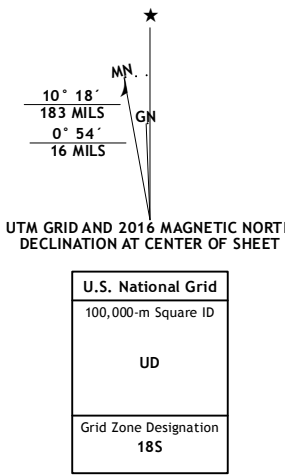 ★
MN
GN
10° 18´
183 MILS
0° 54´
16 MILS
UTM GRID AND 2016 MAGNETIC NORT
DECLINATION AT CENTER OF SHEET
U.S. National Grid
100,000-m Square ID
UD
Grid Zone Designation
18S